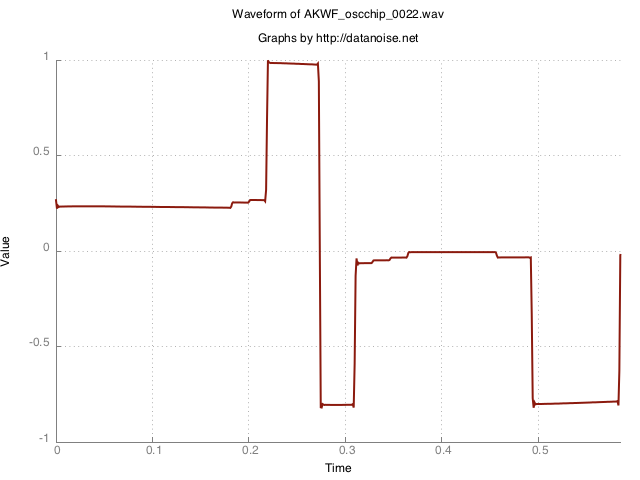 Waveform of AKWF_oscchip_0022.wav
Graphs by http://datanoise.net
1
0.5
0
-0.5
-1
Value
0 0.1 0.2 0.3 0.4 0.5
Time